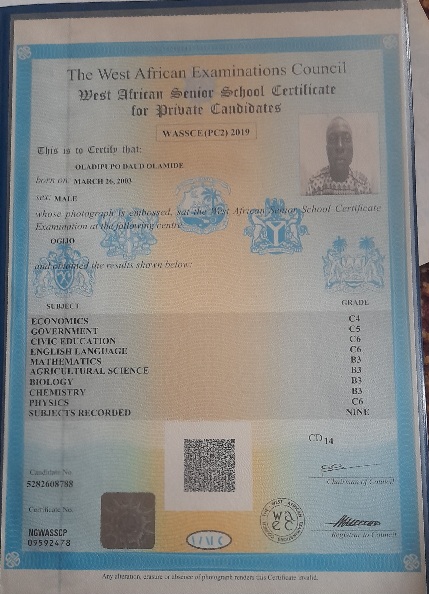 The West African Examinations Council
West African Senior School Certificate
for Private Candidates
WASSCE(PC2) 2019
This is to Certify that:
OLADIPUPO DAUD OLAMIDE
born on MARCH 26, 2003
sex MALE
whose photograph is embossed, sat the West African Senior School Certificate
Examination at the following centre
OGIJO
and obtained the results shown below:
SUBJECT GRADE
ECONOMICS C4
GOVERNMENT C5
CIVIC EDUCATION C6
ENGLISH LANGUAGE C6
MATHEMATICS B3
AGRICULTURAL SCIENCE B3
BIOLOGY B3
CHEMISTRY B3
PHYSICS C6
SUBJECTS RECORDED NINE
CD 14
Candidate No.
5282608788
Chairman of Council
Certificate No.
NGWASSCP
09592478
WAEC
Registrar to Council
Any alteration, erasure or absence of photograph renders this Certificate invalid.